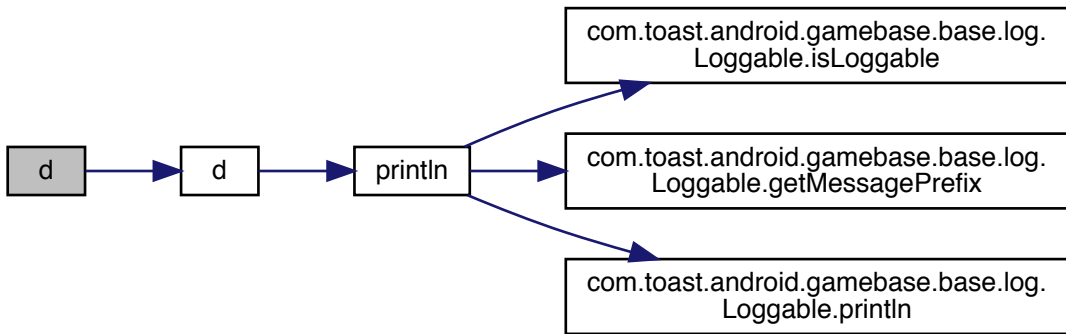 d
d
println
com.toast.android.gamebase.base.log.
Loggable.isLoggable
com.toast.android.gamebase.base.log.
Loggable.getMessagePrefix
com.toast.android.gamebase.base.log.
Loggable.println